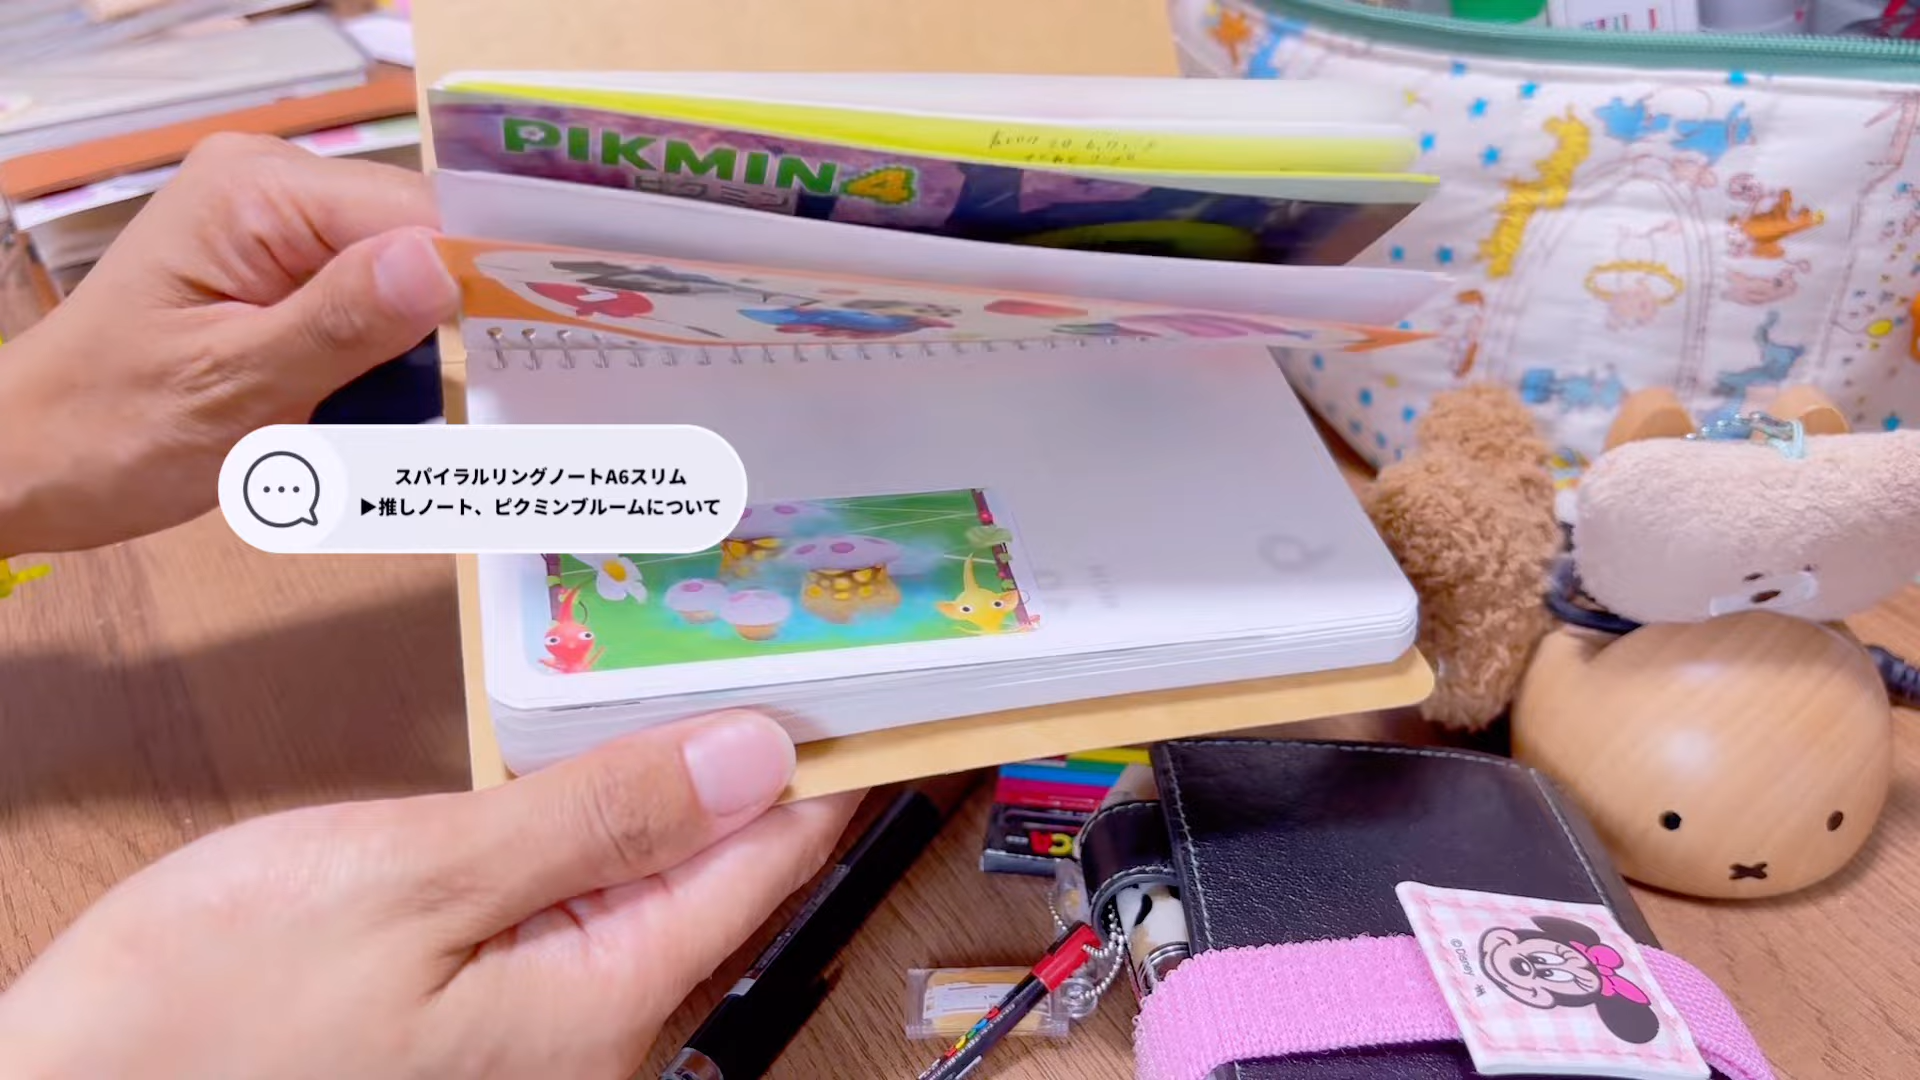 PIKMIN 4
ピクミン
スパイラルリングノートA6スリム
▶推しノート、ピクミンブルームについて
© Disney